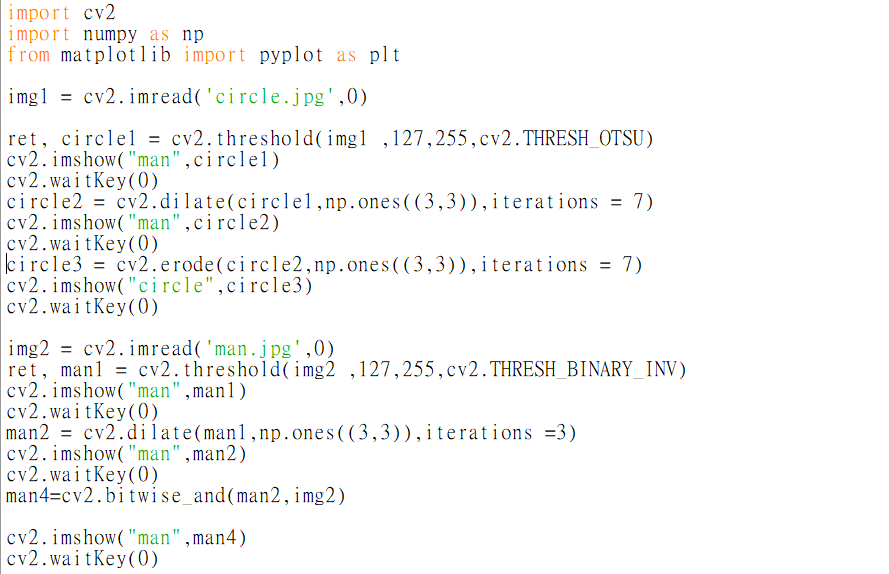 import cv2
import numpy as np
from matplotlib import pyplot as plt
img1 = cv2.imread('circle.jpg',0)
ret, circle1 = cv2.threshold(img1 ,127,255,cv2.THRESH_OTSU)
cv2.imshow("man",circle1)
cv2.waitKey(0)
circle2 = cv2.dilate(circle1,np.ones((3,3)),iterations = 7)
cv2.imshow("man",circle2)
cv2.waitKey(0)
circle3 = cv2.erode(circle2,np.ones((3,3)),iterations = 7)
cv2.imshow("circle",circle3)
cv2.waitKey(0)
img2 = cv2.imread('man.jpg',0)
ret, man1 = cv2.threshold(img2 ,127,255,cv2.THRESH_BINARY_INV)
cv2.imshow("man",man1)
cv2.waitKey(0)
man2 = cv2.dilate(man1,np.ones((3,3)),iterations =3)
cv2.imshow("man",man2)
cv2.waitKey(0)
man4=cv2.bitwise_and(man2,img2)
cv2.imshow("man",man4)
cv2.waitKey(0)